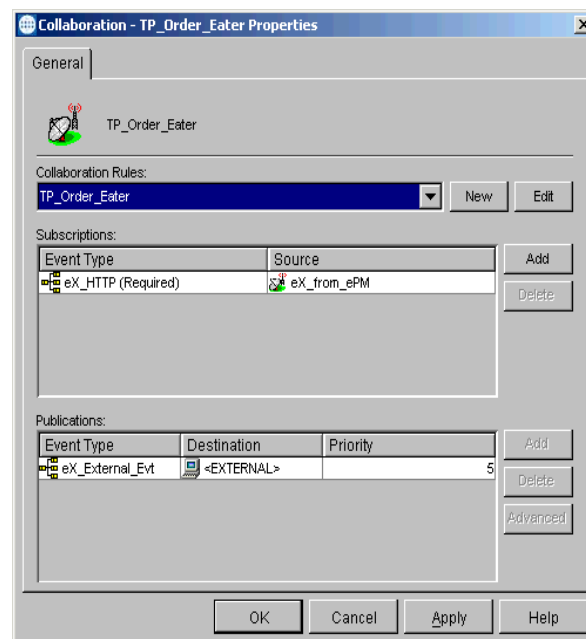 Collaboration - TP_Order_Eater Properties
General
TP_Order_Eater
Collaboration Rules:
TP_Order_Eater New Edit
Subscriptions:
Event Type Source Add
eX_HTTP (Required) eX_from_ePM
Delete
Publications:
Event Type Destination Priority Add
eX_External_Evt <EXTERNAL> 5
Delete
Advanced
OK Cancel Apply Help